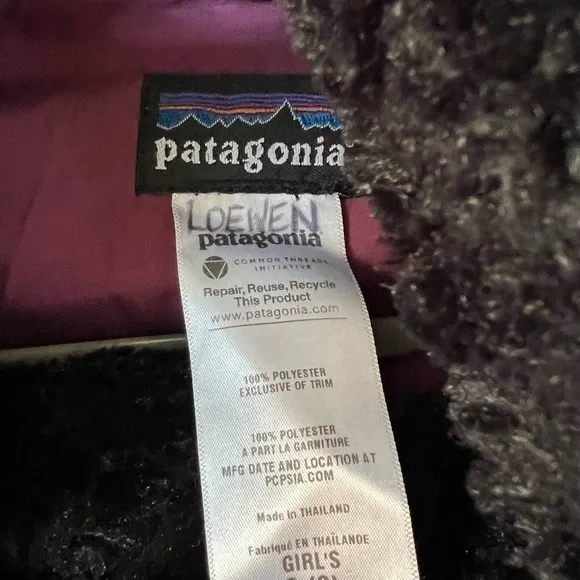 patagonia
LOEWEN
patagonia
COMMON THREADS
INITIATIVE
Repair, Reuse, Recycle
This Product
www.patagonia.com
100% POLYESTER
EXCLUSIVE OF TRIM
100% POLYESTER
A PART LA GARNITURE
MFG DATE AND LOCATION AT
PCPSIA.COM
Made in THAILAND
Fabriqué EN THAÏLANDE
GIRL'S